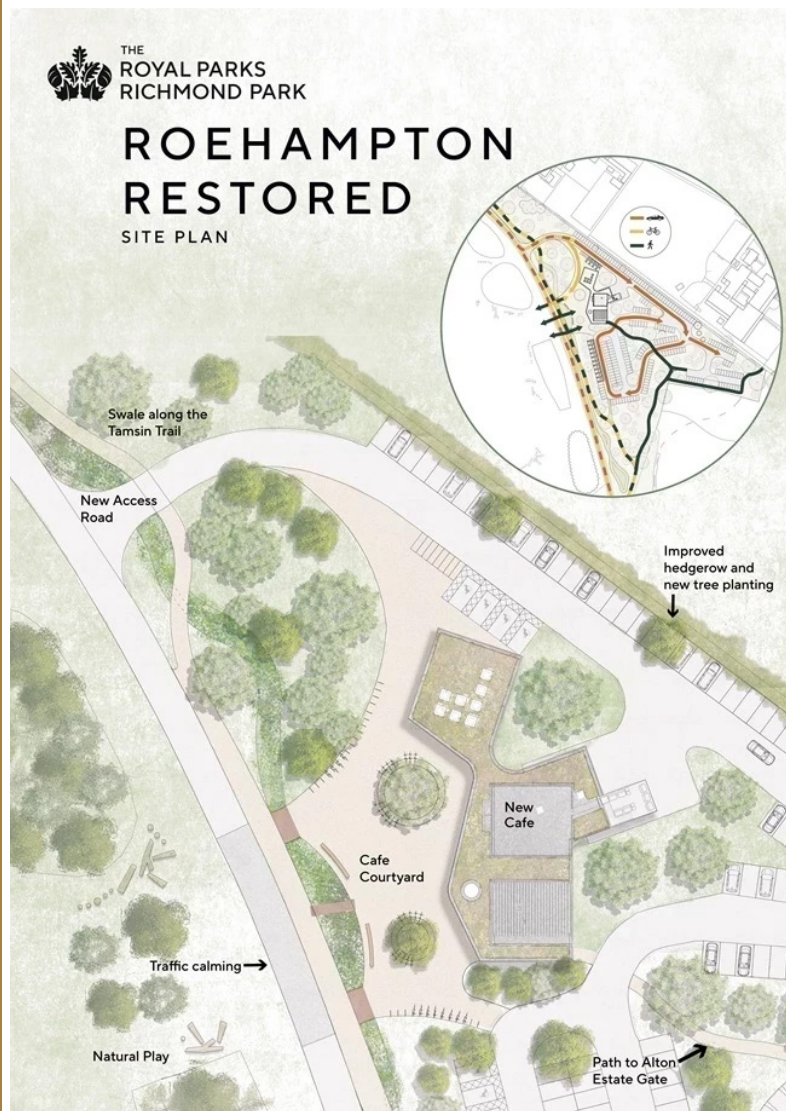 THE
ROYAL PARKS
RICHMOND PARK
ROEHAMPTON
RESTORED
SITE PLAN
Swale along the
Tamsin Trail
New Access
Road
Improved
hedgerow and
new tree planting
New
Cafe
Cafe
Courtyard
Traffic calming
Natural Play
Path to Alton
Estate Gate